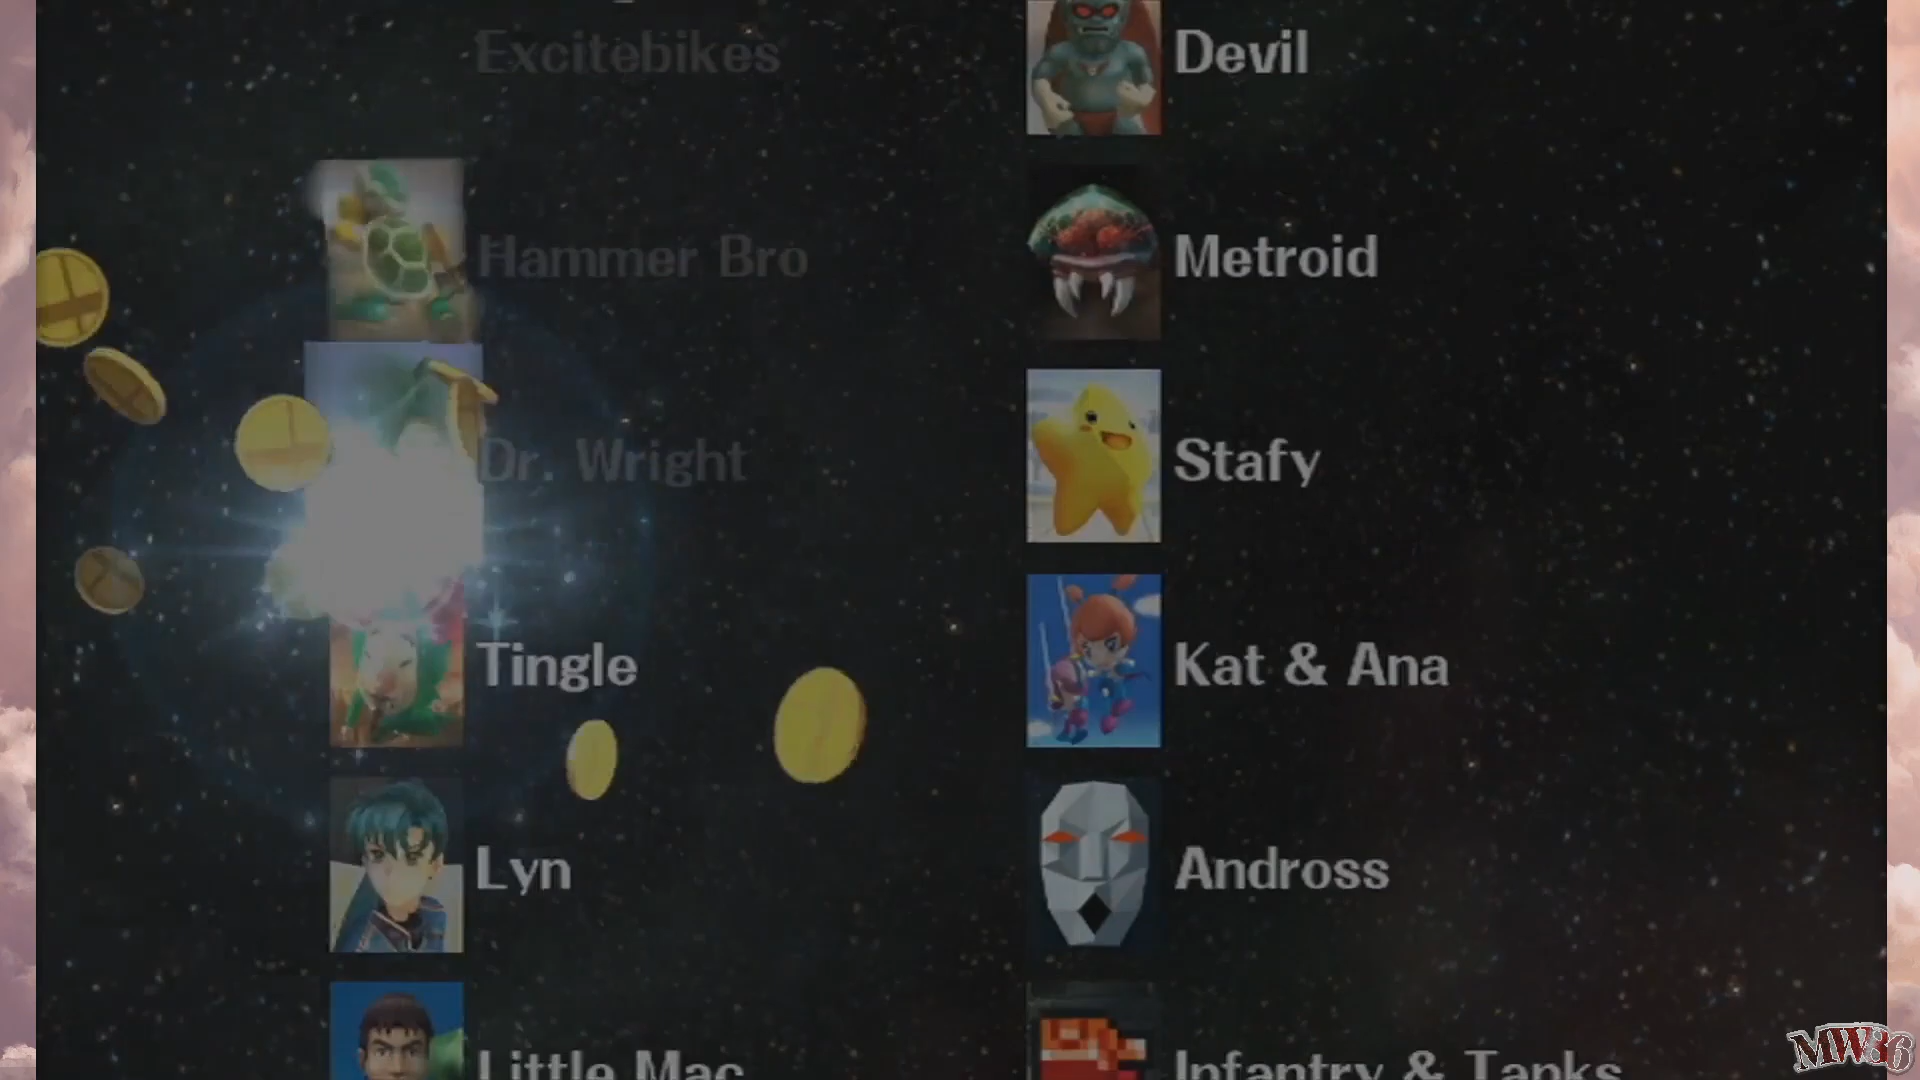 Excitebikes
Devil
Hammer Bro
Metroid
Dr. Wright
Stafy
Tingle
Kat & Ana
Lyn
Andross
Little Mac
Infantry & Tanks
MW36